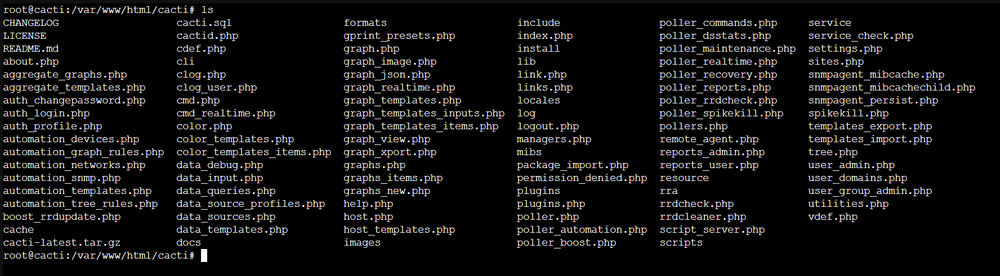 root@cacti:/var/www/html/cacti# ls
CHANGELOG cacti.sql formats include poller_commands.php service
LICENSE cactid.php gprint_presets.php index.php poller_dsstats.php service_check.php
README.md cdef.php graph.php install poller_maintenance.php settings.php
about.php cli graph_image.php lib poller_realtime.php sites.php
aggregate_graphs.php clog.php graph_json.php link.php poller_recovery.php snmpagent_mibcache.php
aggregate_templates.php clog_user.php graph_realtime.php links.php poller_reports.php snmpagent_mibcachechild.php
auth_changepassword.php cmd.php graph_templates.php locales poller_rrdcheck.php snmpagent_persist.php
auth_login.php cmd_realtime.php graph_templates_inputs.php log poller_spikekill.php spikekill.php
auth_profile.php color.php graph_templates_items.php logout.php pollers.php templates_export.php
automation_devices.php color_templates.php graph_view.php managers.php remote_agent.php templates_import.php
automation_graph_rules.php color_templates_items.php graph_xport.php mibs reports_admin.php tree.php
automation_networks.php data_debug.php graphs.php package_import.php reports_user.php user_admin.php
automation_snmp.php data_input.php graphs_items.php permission_denied.php resource user_domains.php
automation_templates.php data_queries.php graphs_new.php plugins rra user_group_admin.php
automation_tree_rules.php data_source_profiles.php help.php plugins.php rrdcheck.php utilities.php
boost_rrdupdate.php data_sources.php host.php poller.php rrdcleaner.php vdef.php
cache data_templates.php host_templates.php poller_automation.php script_server.php
cacti-latest.tar.gz docs images poller_boost.php scripts
root@cacti:/var/www/html/cacti#